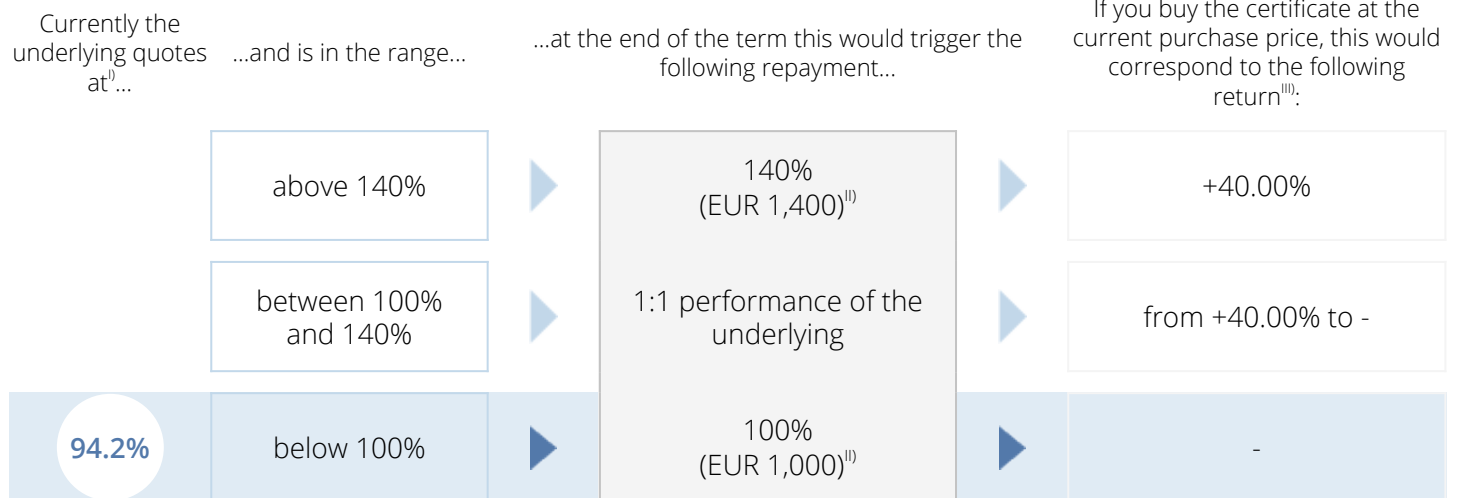 Currently the
underlying quotes
atᴵ⁾...
...and is in the range...
...at the end of the term this would trigger the
following repayment...
If you buy the certificate at the
current purchase price, this would
correspond to the following
returnᴵᴵᴵ⁾:
above 140%
140%
(EUR 1,400)ᴵᴵ⁾
+40.00%
between 100%
and 140%
1:1 performance of the
underlying
from +40.00% to -
94.2%
below 100%
100%
(EUR 1,000)ᴵᴵ⁾
-